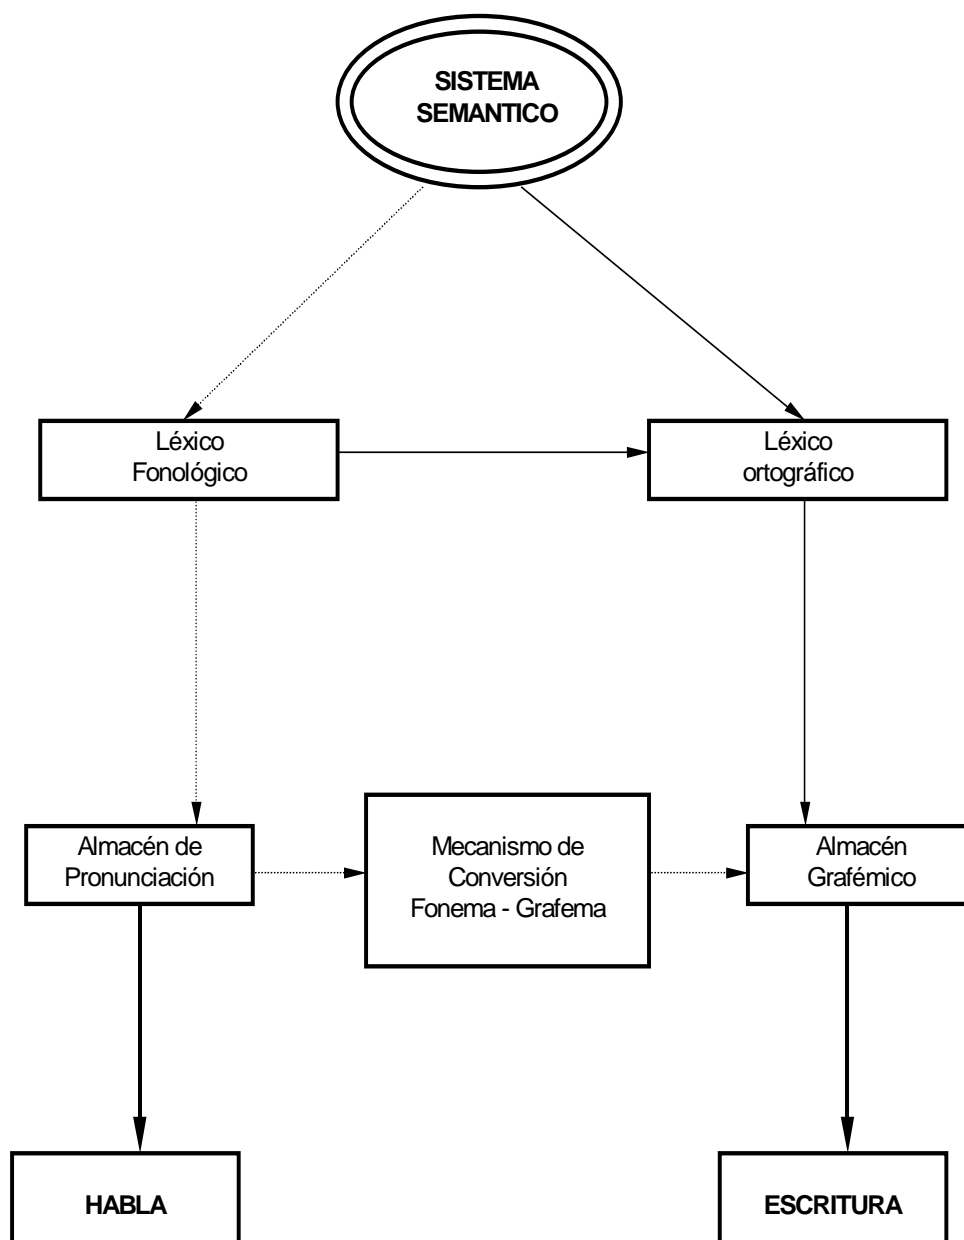 SISTEMA
SEMANTICO
Léxico
Fonológico
Léxico
ortográfico
Almacén de
Pronunciación
Mecanismo de
Conversión
Fonema - Grafema
Almacén
Grafémico
HABLA
ESCRITURA